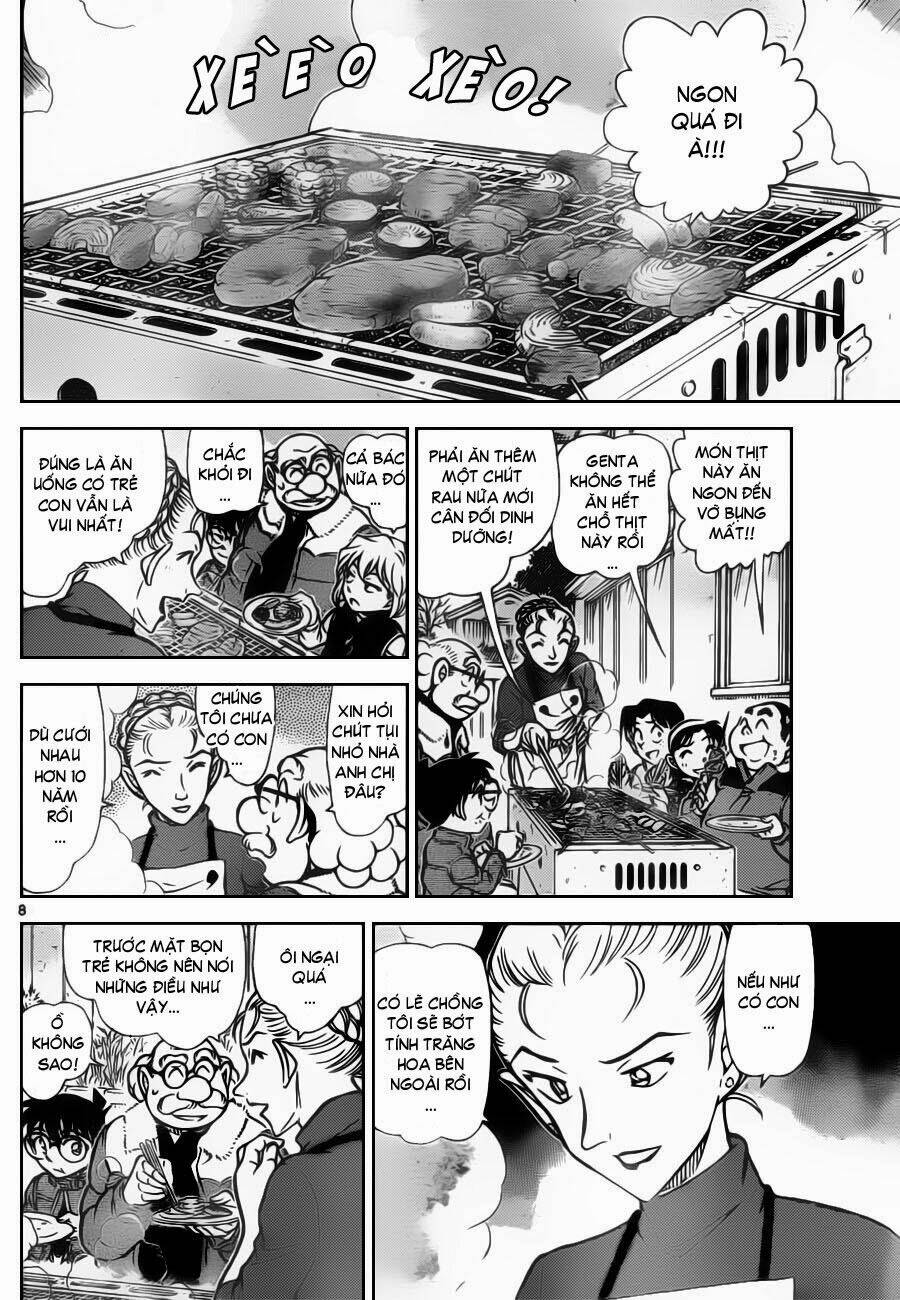 XÈÈO XÈO!
NGON
QUÁ ĐI
À!!!
MÓN THỊT
NÀY ĂN
NGON ĐẾN
VỠ BỤNG
MẤT!!
GENTA
KHÔNG THỂ
ĂN HẾT
CHỖ THỊT
NÀY RỒI
...
PHẢI ĂN THÊM
MỘT CHÚT
RAU NỮA MỚI
CÂN ĐỐI DINH
DƯỠNG!
CẢ BÁC
NỮA ĐÓ
...
CHẮC
KHỎI ĐI
...
ĐÚNG LÀ ĂN
UỐNG CÓ TRẺ
CON VẪN LÀ
VUI NHẤT!
XIN HỎI
CHÚT TỤI
NHỎ NHÀ
ANH CHỊ
ĐÂU?
CHÚNG
TÔI CHƯA
CÓ CON
...
DÙ CƯỚI
NHAU
HƠN 10
NĂM
RỒI
...
8
NẾU NHƯ
CÓ CON
...
CÓ LẼ CHỒNG
TÔI SẼ BỚT
TÍNH TRĂNG
HOA BÊN
NGOÀI RỒI
...
ÔI NGẠI
QUÁ
...
TRƯỚC MẶT BỌN
TRẺ KHÔNG NÊN NÓI
NHỮNG ĐIỀU NHƯ
VẬY...
Ồ
KHÔNG
SAO!